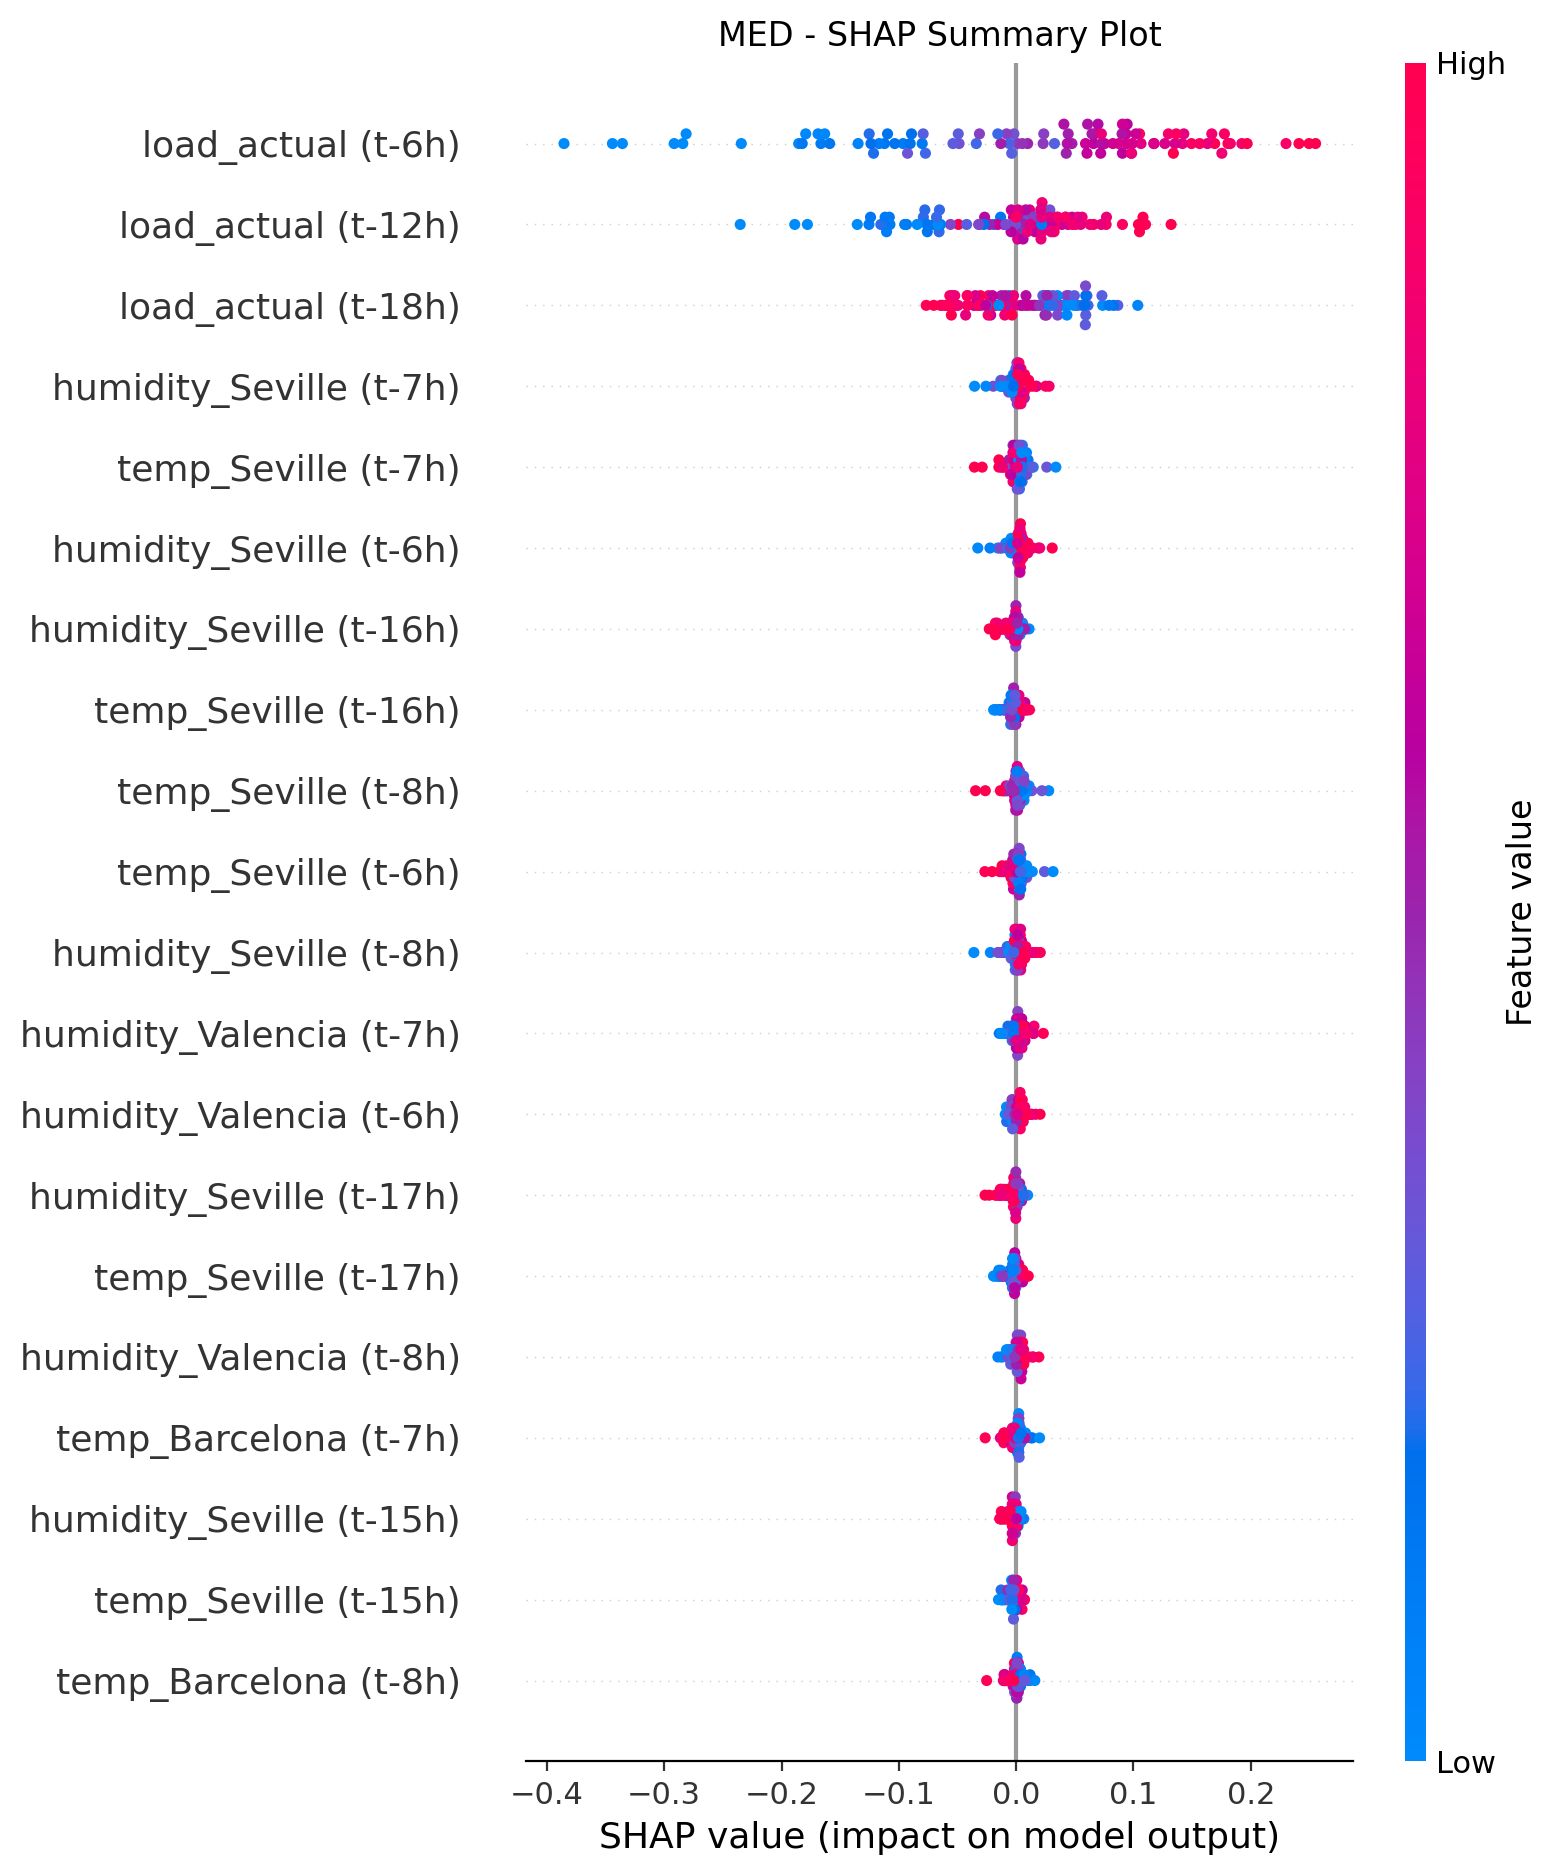 MED - SHAP Summary Plot
High
load_actual (t-6h)
load_actual (t-12h)
load_actual (t-18h)
humidity_Seville (t-7h)
temp_Seville (t-7h)
humidity_Seville (t-6h)
humidity_Seville (t-16h)
temp_Seville (t-16h)
temp_Seville (t-8h)
temp_Seville (t-6h)
humidity_Seville (t-8h)
humidity_Valencia (t-7h)
humidity_Valencia (t-6h)
humidity_Seville (t-17h)
temp_Seville (t-17h)
humidity_Valencia (t-8h)
temp_Barcelona (t-7h)
humidity_Seville (t-15h)
temp_Seville (t-15h)
temp_Barcelona (t-8h)
Feature value
Low
−0.4 −0.3 −0.2 −0.1 0.0 0.1 0.2
SHAP value (impact on model output)